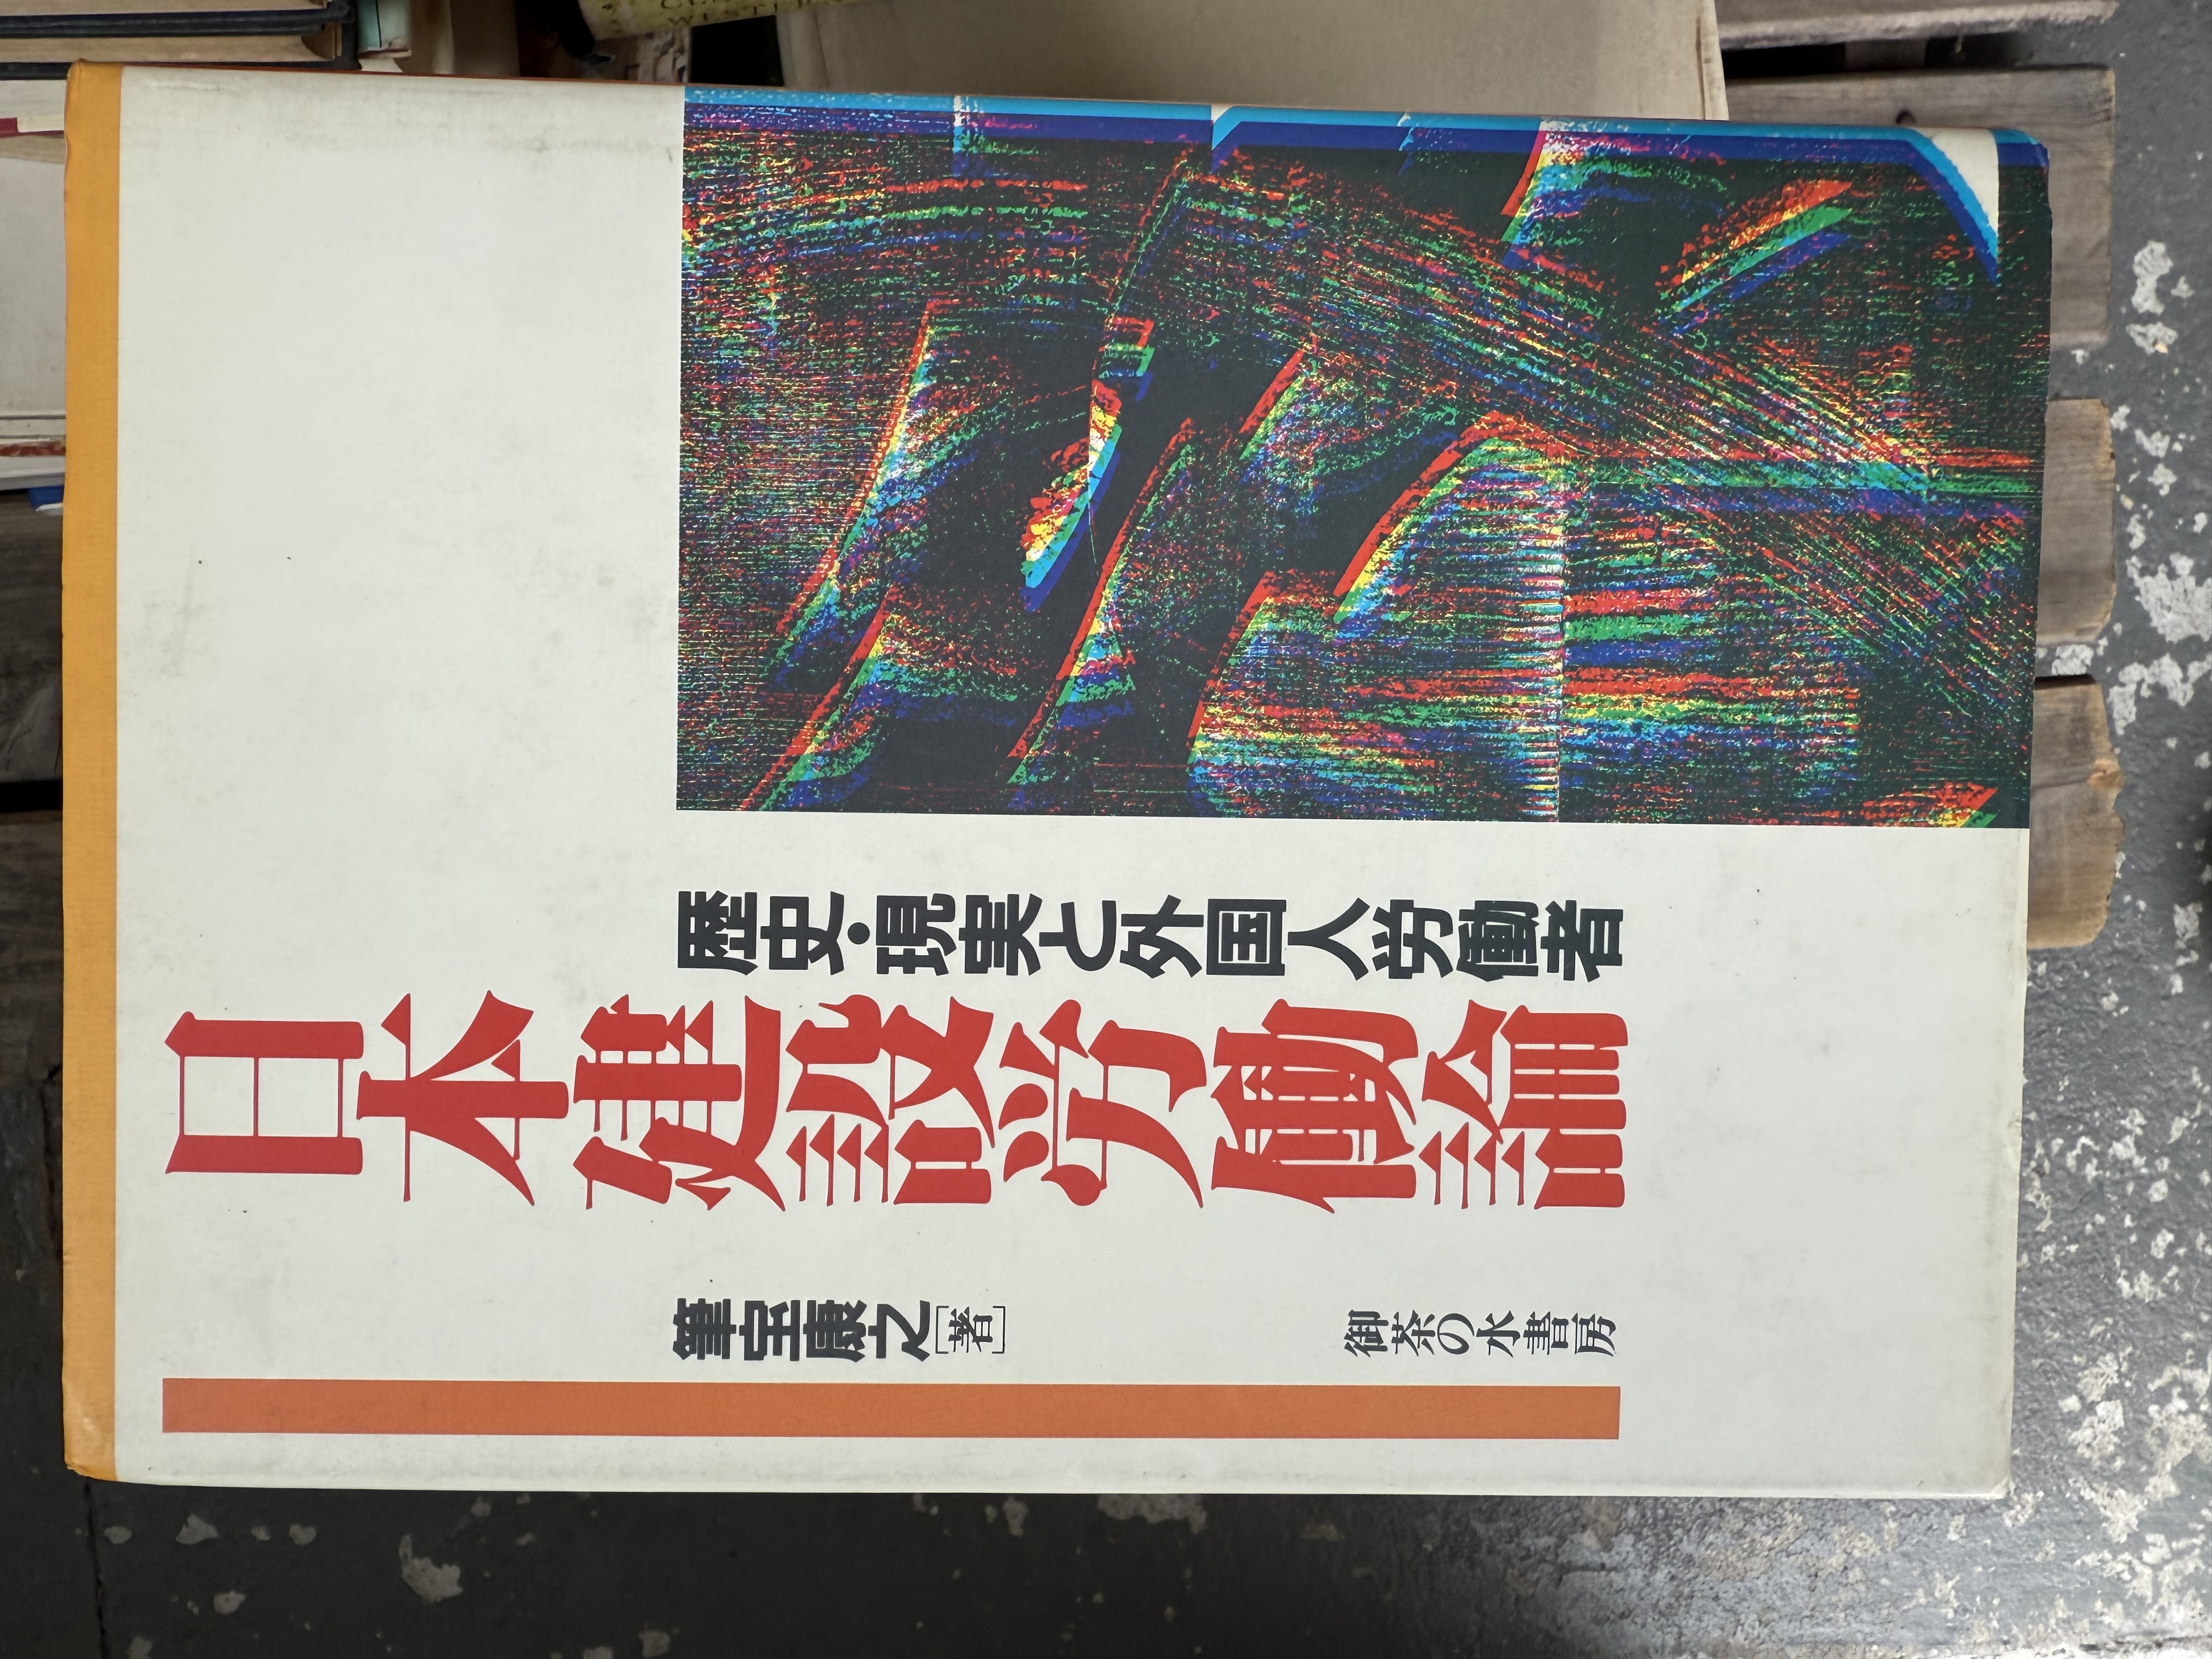 歴史・現実と外国人労働者
日本建設労働論
筆宝康之[著]
御茶の水書房